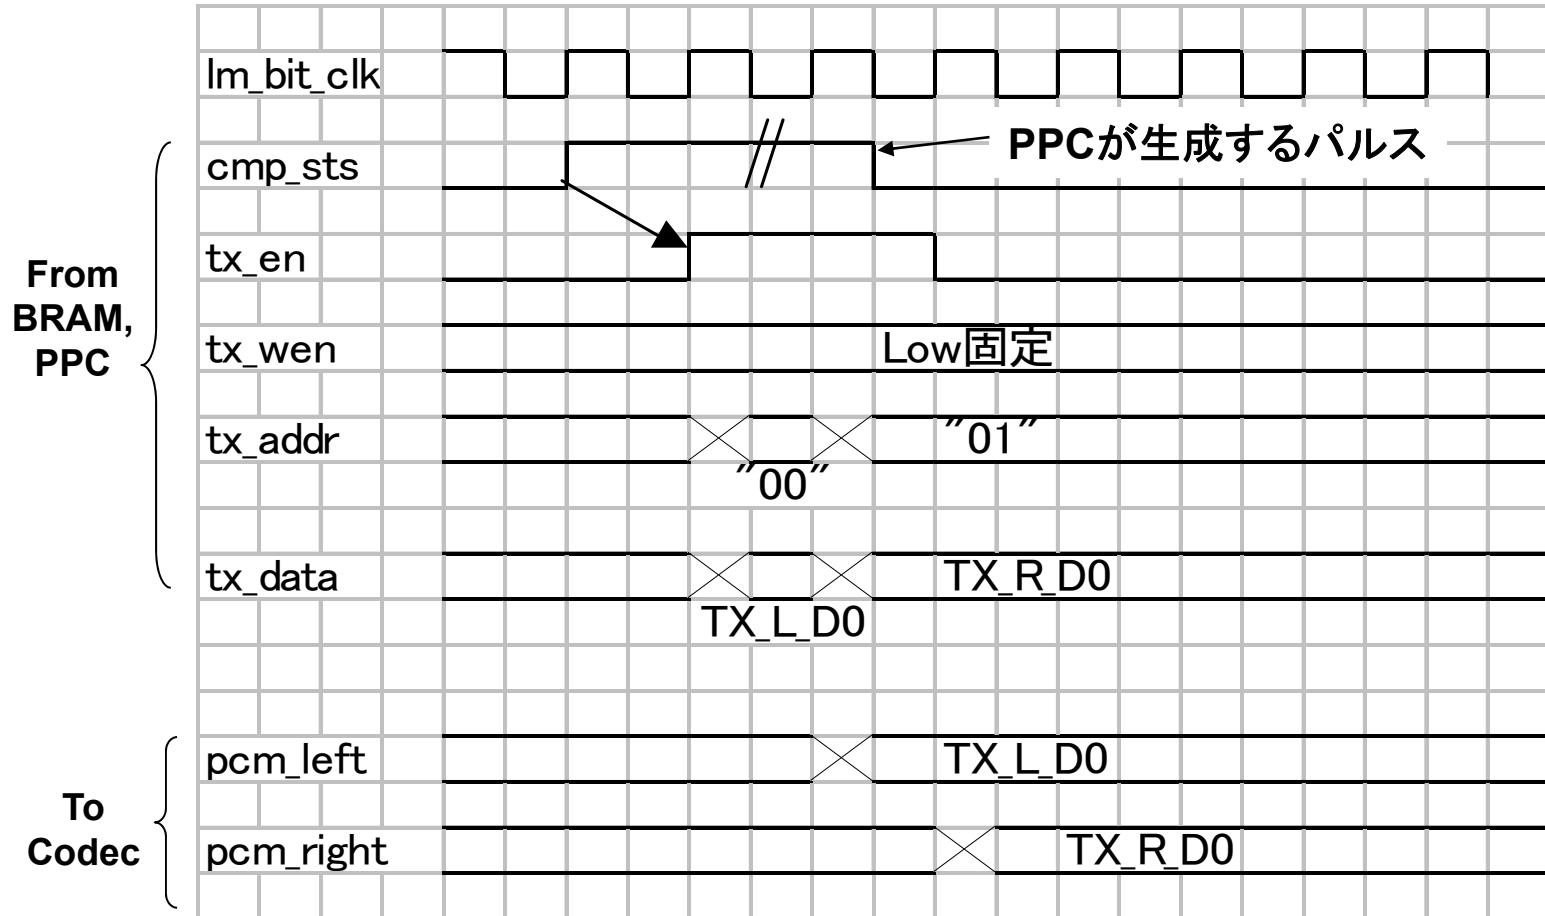 lm_bit_clk
cmp_sts
PPCが生成するパルス
tx_en
From
BRAM,
PPC
tx_wen
Low固定
tx_addr
"01"
"00"
tx_data
TX_R_D0
TX_L_D0
pcm_left
TX_L_D0
To
Codec
pcm_right
TX_R_D0